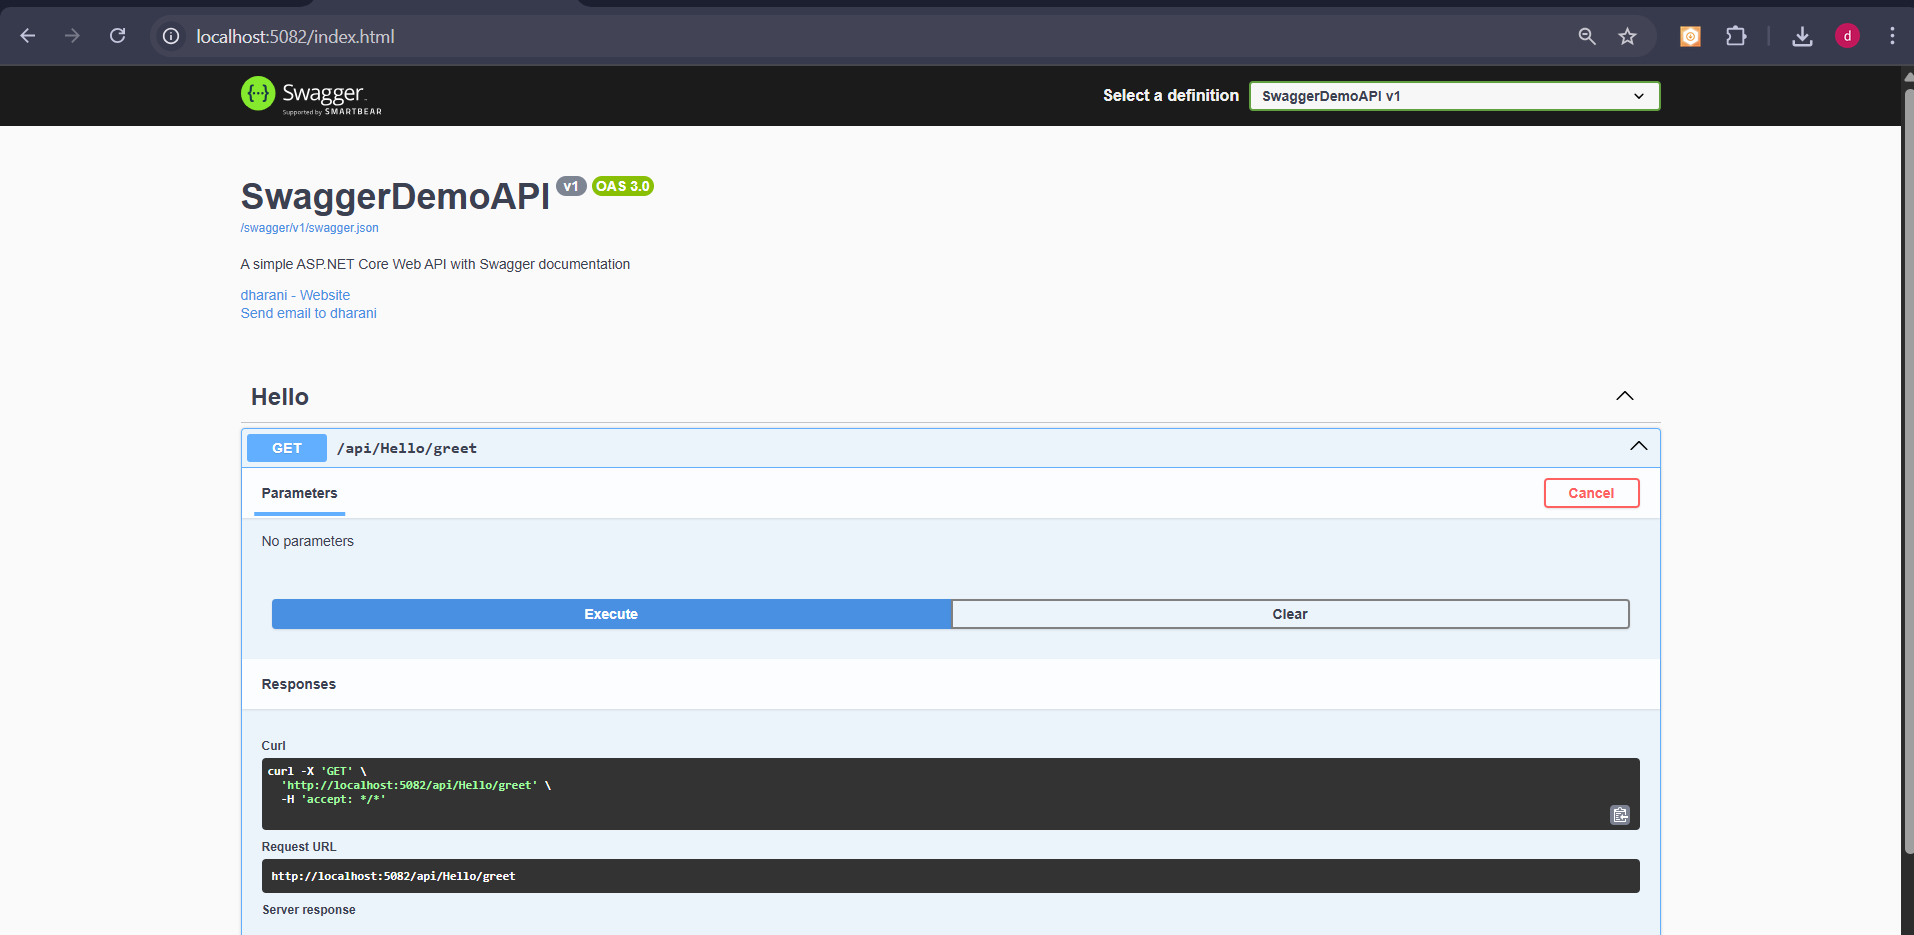 localhost:5082/index.html
d
{···} Swagger
Supported by SMARTBEAR
Select a definition
SwaggerDemoAPI v1
SwaggerDemoAPI v1 OAS 3.0
/swagger/v1/swagger.json
A simple ASP.NET Core Web API with Swagger documentation
dharani - Website
Send email to dharani
Hello
GET /api/Hello/greet
Parameters
Cancel
No parameters
Execute
Clear
Responses
Curl
curl -X 'GET' \
  'http://localhost:5082/api/Hello/greet' \
  -H 'accept: */*'
Request URL
http://localhost:5082/api/Hello/greet
Server response